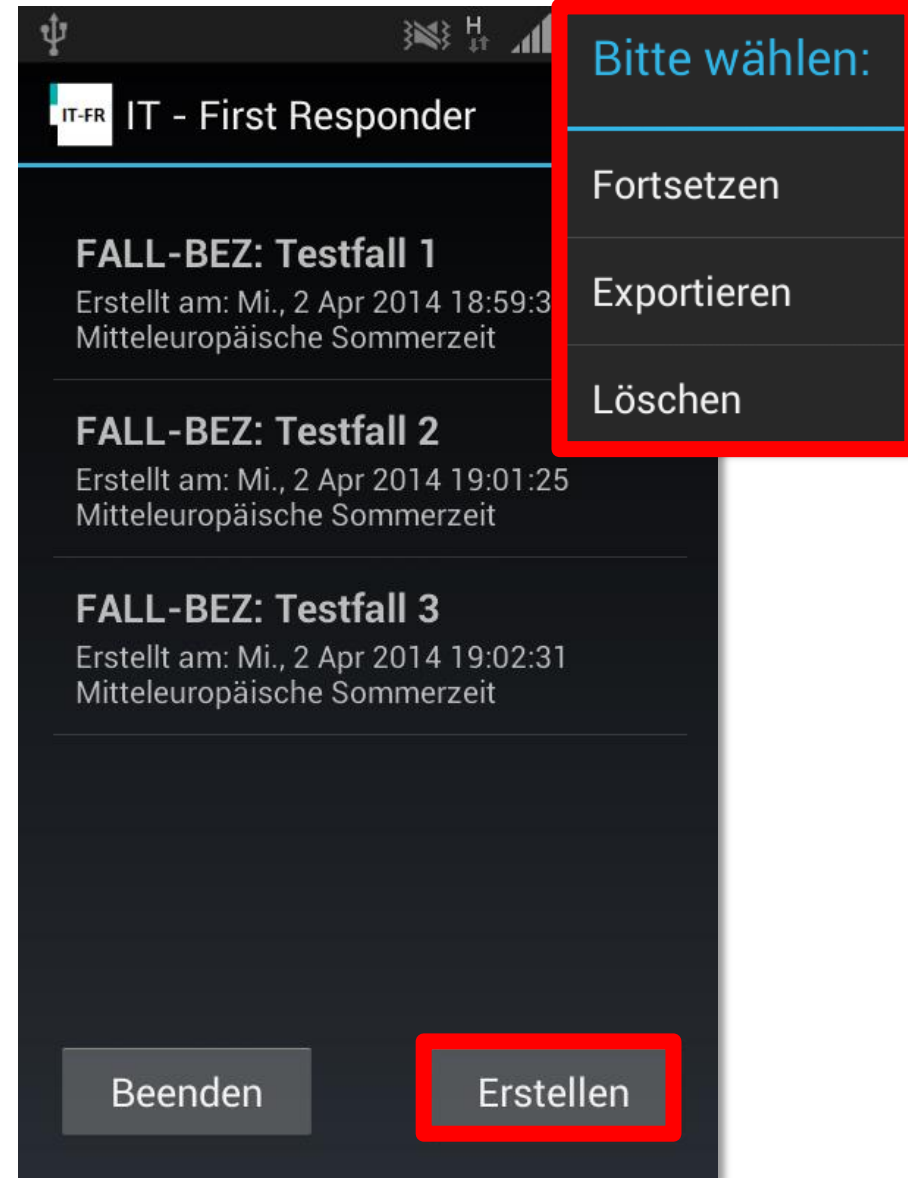 H
IT-FR IT - First Responder
FALL-BEZ: Testfall 1
Erstellt am: Mi., 2 Apr 2014 18:59:3
Mitteleuropäische Sommerzeit
FALL-BEZ: Testfall 2
Erstellt am: Mi., 2 Apr 2014 19:01:25
Mitteleuropäische Sommerzeit
FALL-BEZ: Testfall 3
Erstellt am: Mi., 2 Apr 2014 19:02:31
Mitteleuropäische Sommerzeit
Beenden
Erstellen
Bitte wählen:
Fortsetzen
Exportieren
Löschen